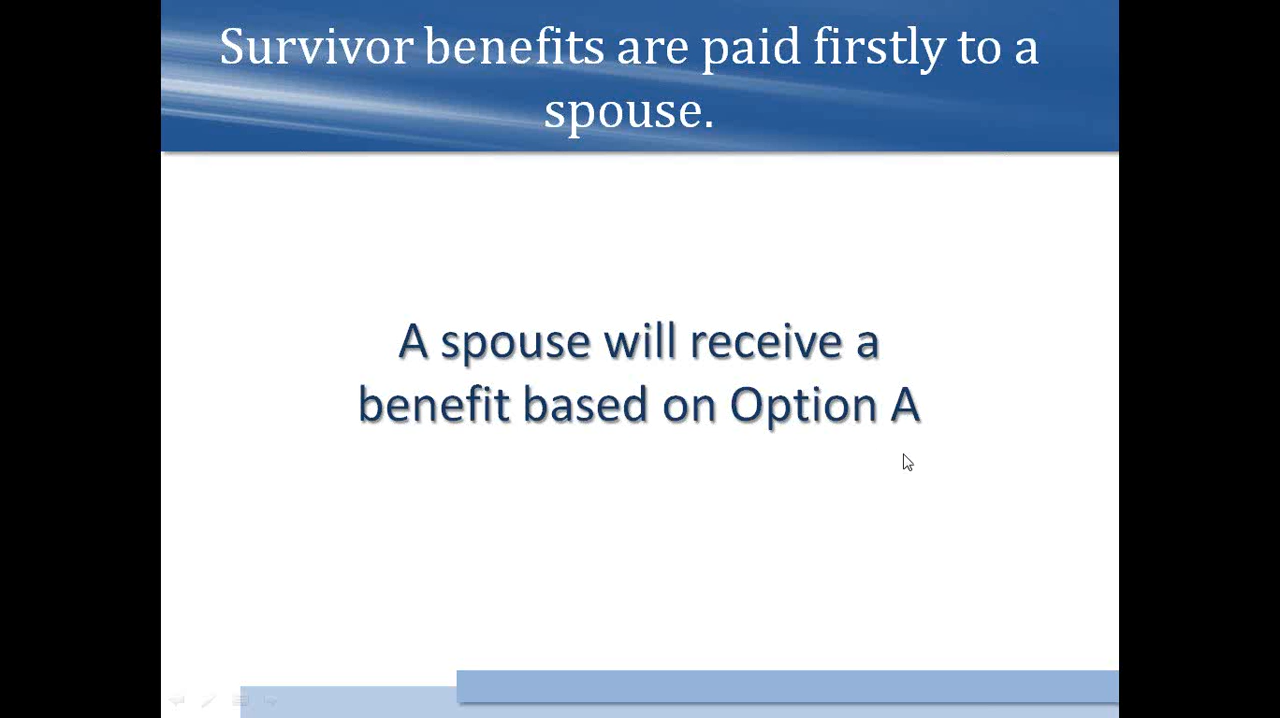 Survivor benefits are paid firstly to a
spouse.
A spouse will receive a
benefit based on Option A